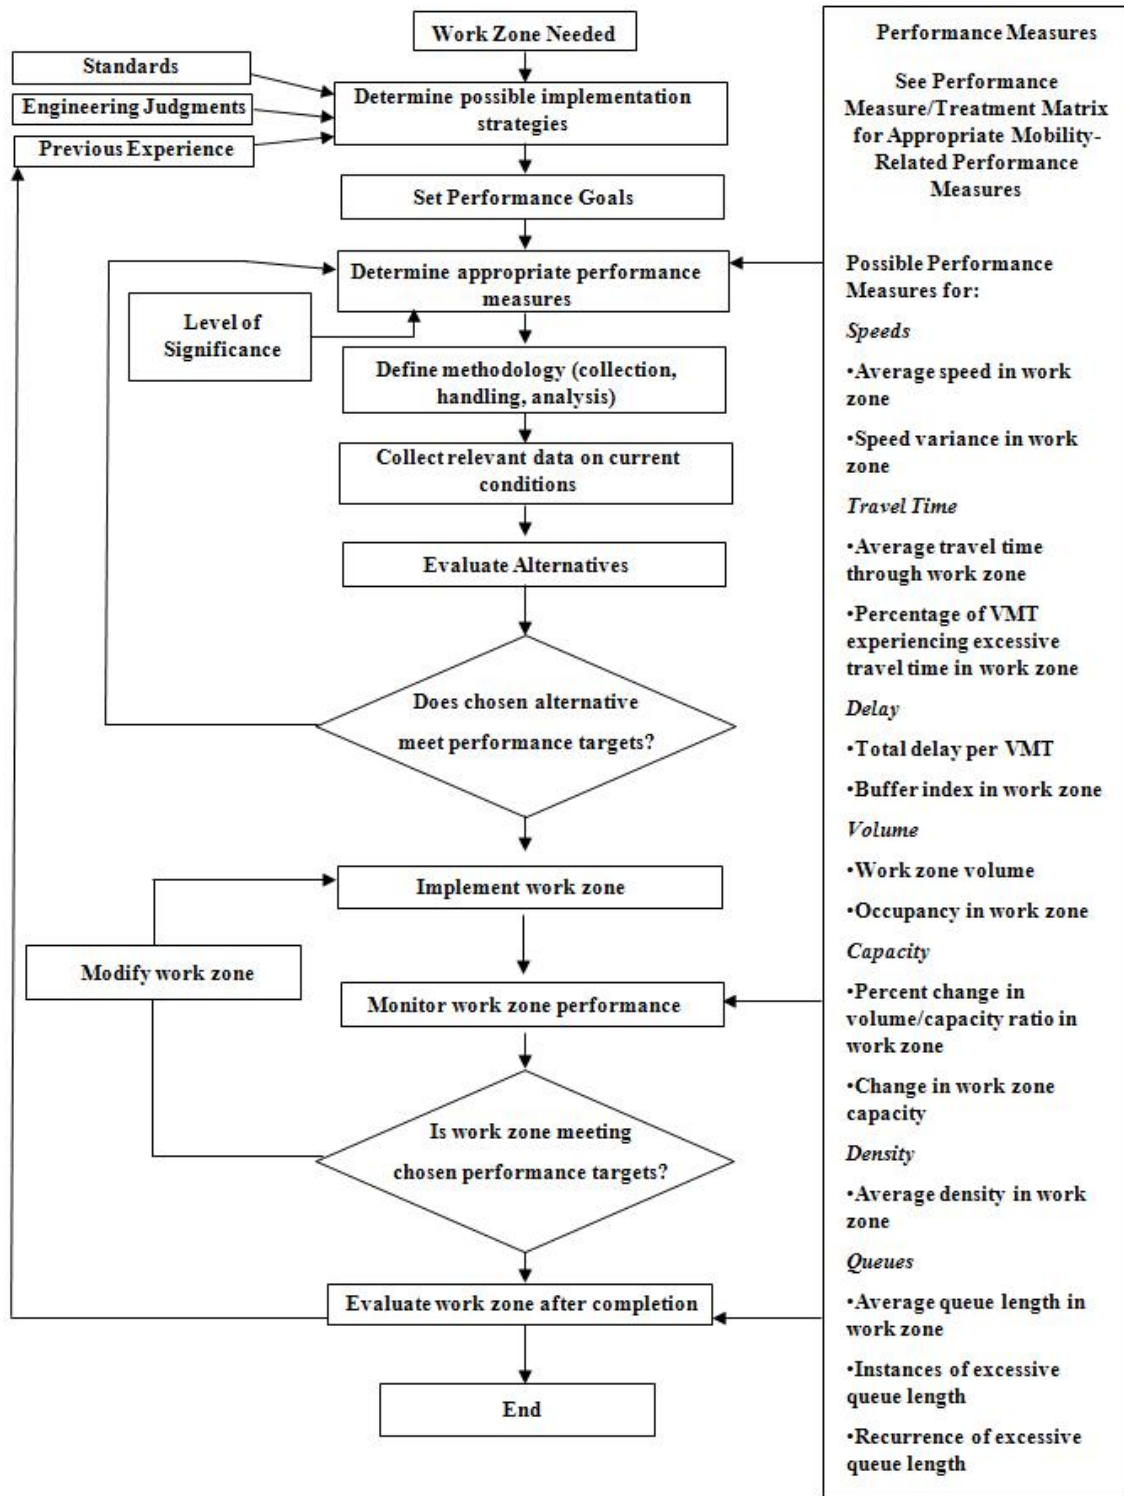 Work Zone Needed
Standards
Engineering Judgments
Previous Experience
Determine possible implementation
strategies
Set Performance Goals
Determine appropriate performance
measures
Level of
Significance
Define methodology (collection,
handling, analysis)
Collect relevant data on current
conditions
Evaluate Alternatives
Does chosen alternative
meet performance targets?
Implement work zone
Modify work zone
Monitor work zone performance
Is work zone meeting
chosen performance targets?
Evaluate work zone after completion
End
Performance Measures
See Performance
Measure/Treatment Matrix
for Appropriate Mobility-
Related Performance
Measures
Possible Performance
Measures for:
Speeds
•Average speed in work
zone
•Speed variance in work
zone
Travel Time
•Average travel time
through work zone
•Percentage of VMT
experiencing excessive
travel time in work zone
Delay
•Total delay per VMT
•Buffer index in work zone
Volume
•Work zone volume
•Occupancy in work zone
Capacity
•Percent change in
volume/capacity ratio in
work zone
•Change in work zone
capacity
Density
•Average density in work
zone
Queues
•Average queue length in
work zone
•Instances of excessive
queue length
•Recurrence of excessive
queue length